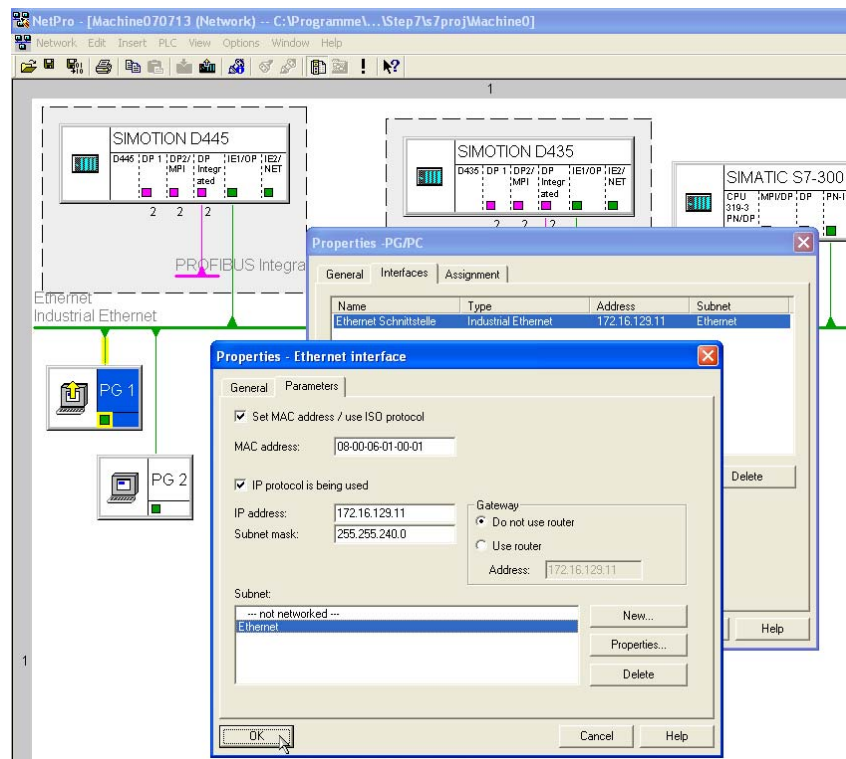 NetPro - [Machine070713 (Network) -- C:\Programme\...\Step7\s7proj\Machine0]
Network Edit Insert PLC View Options Window Help
1
SIMOTION D445
D445 DP 1 DP2/ MPI DP Integr ated IE1/OP IE2/ NET
2 2 2
SIMOTION D435
D435 DP 1 DP2/ MPI DP Integr ated IE1/OP IE2/ NET
2 2 2
SIMATIC S7-300
CPU 319-3 PN/DP MPI/DP DP PN-I
PROFIBUS Integra
Ethernet
Industrial Ethernet
PG 1
PG 2
1
Properties -PG/PC
General Interfaces Assignment
Name Type Address Subnet
Ethernet Schnittstelle Industrial Ethernet 172.16.129.11 Ethernet
Delete
Help
Properties - Ethernet interface
General Parameters
Set MAC address / use ISO protocol
MAC address: 08-00-06-01-00-01
IP protocol is being used
IP address: 172.16.129.11
Subnet mask: 255.255.240.0
Gateway
Do not use router
Use router
Address: 172.16.129.11
Subnet:
--- not networked ---
Ethernet
New...
Properties...
Delete
OK Cancel Help